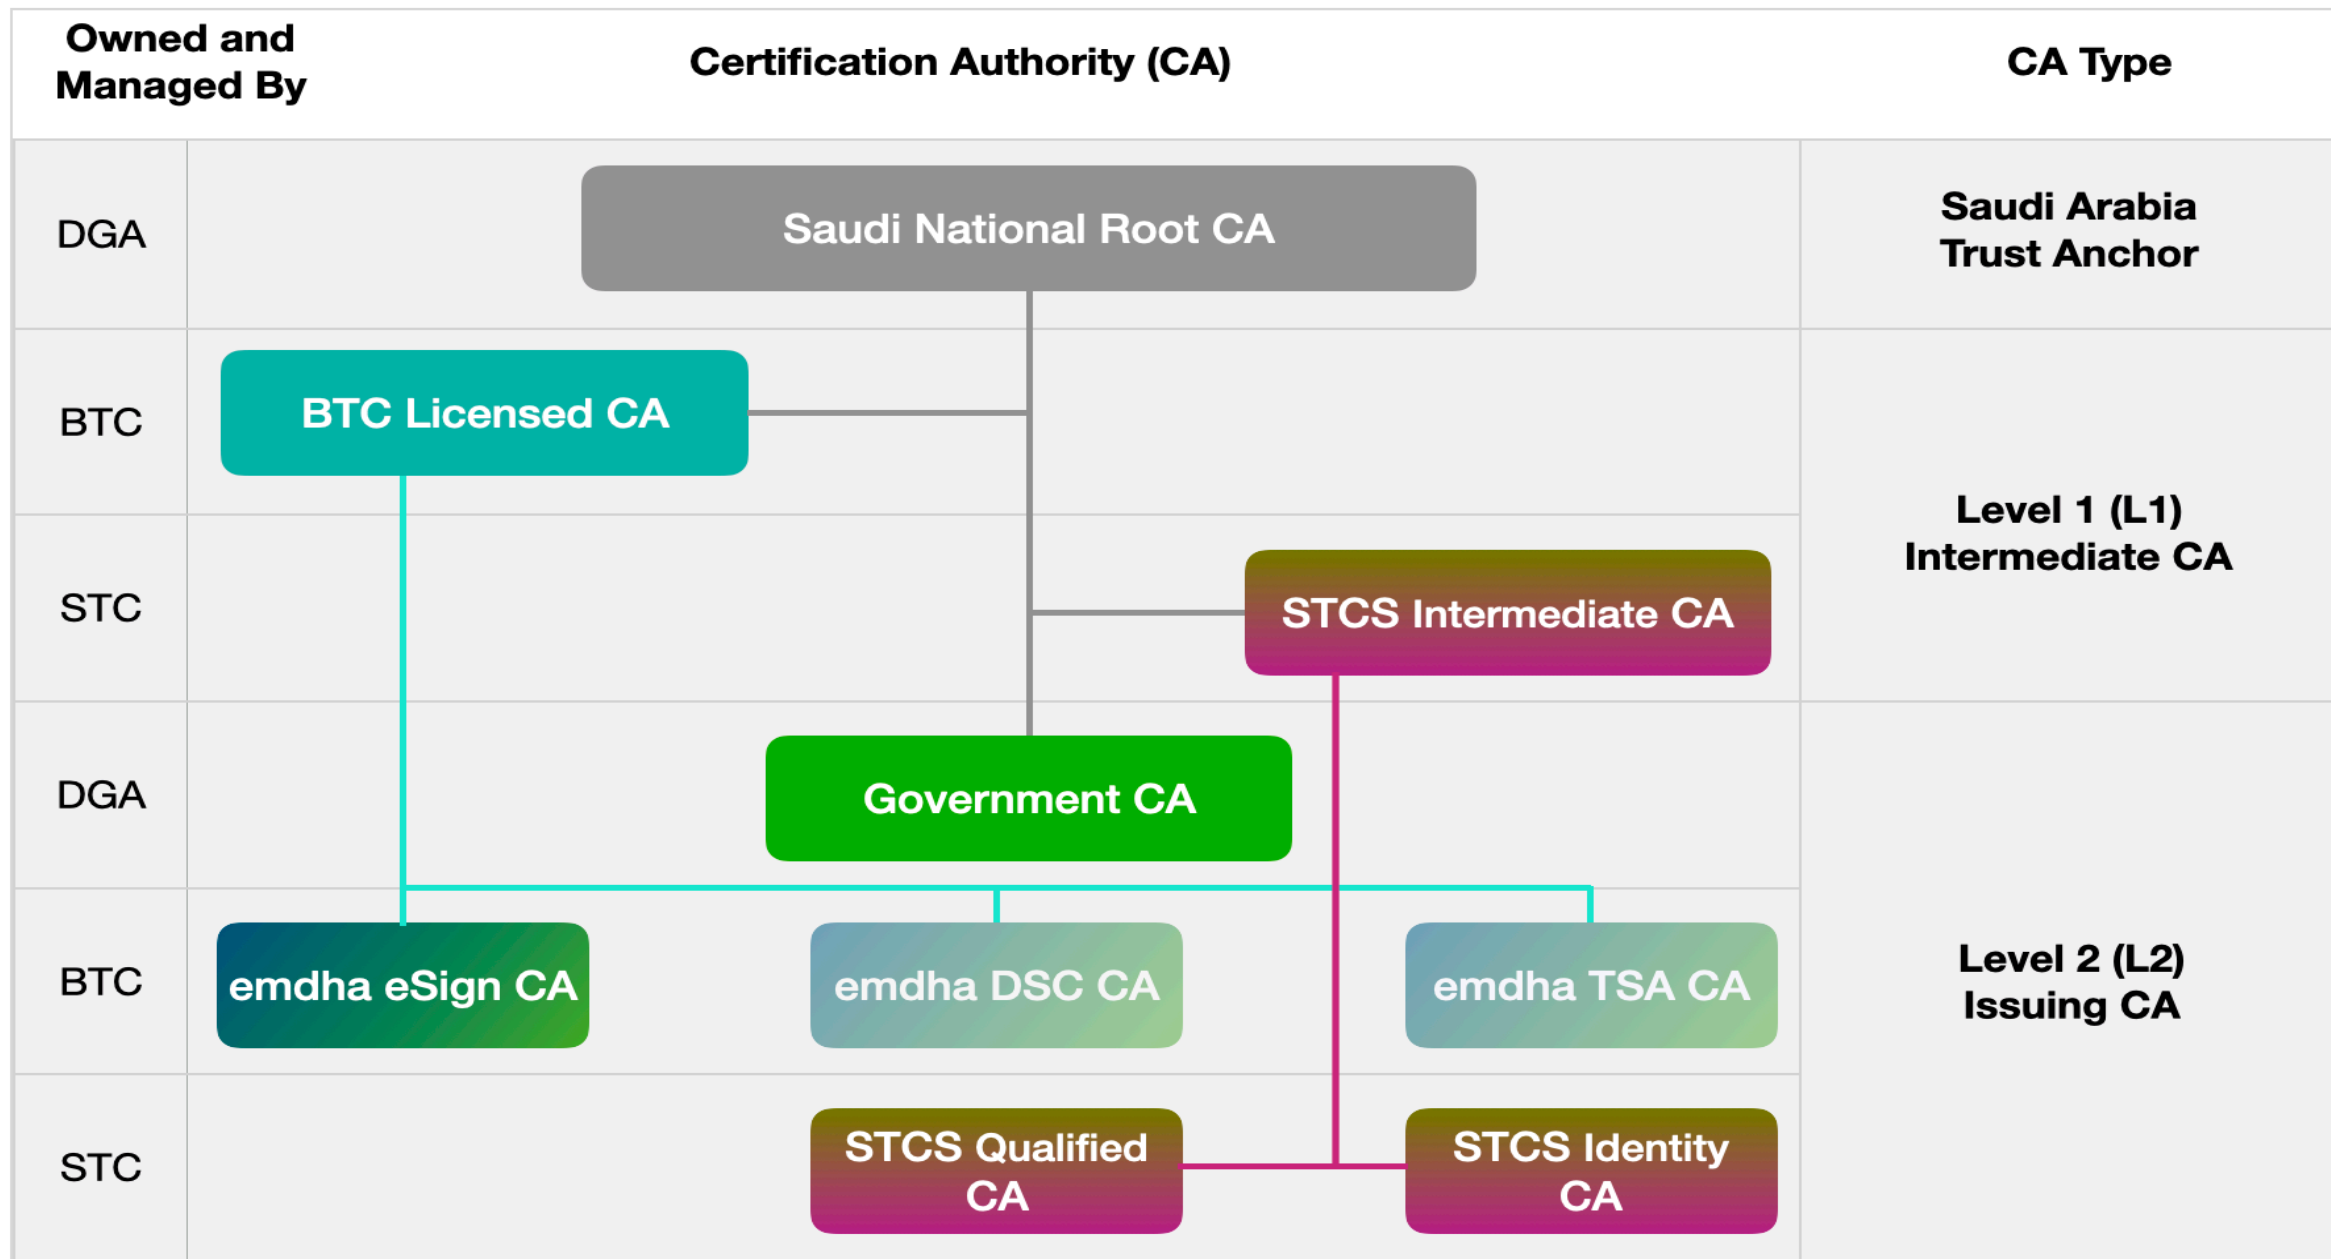 Owned and
Managed By
Certification Authority (CA)
CA Type
DGA
Saudi National Root CA
Saudi Arabia
Trust Anchor
BTC
BTC Licensed CA
STC
STCS Intermediate CA
Level 1 (L1)
Intermediate CA
DGA
Government CA
BTC
emdha eSign CA
emdha DSC CA
emdha TSA CA
Level 2 (L2)
Issuing CA
STC
STCS Qualified
CA
STCS Identity
CA